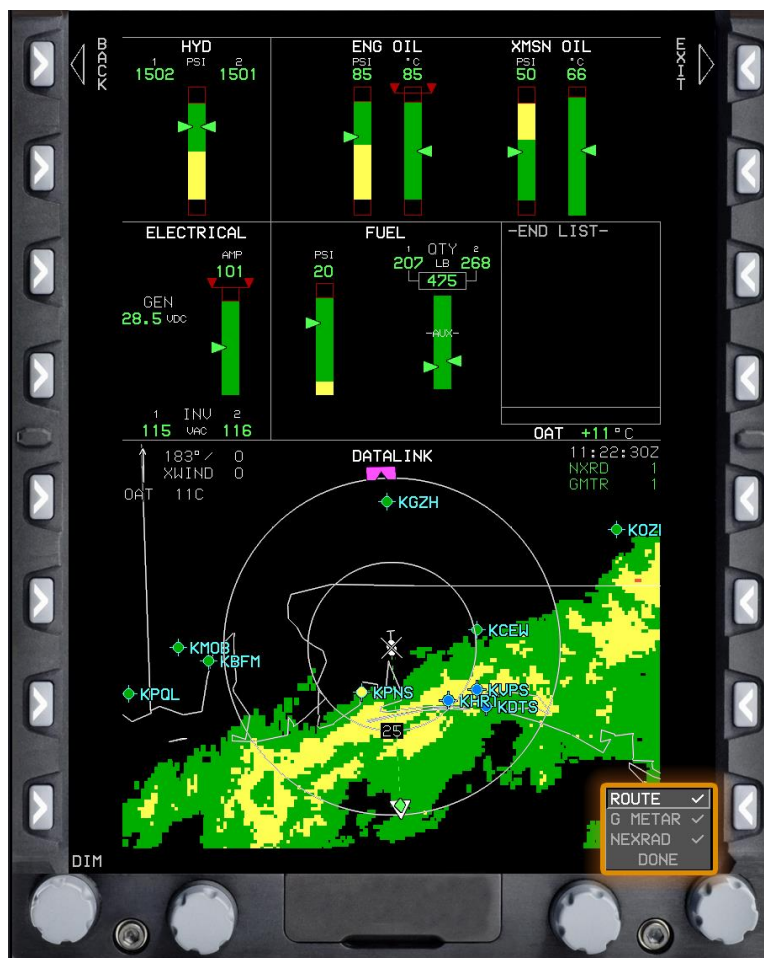 BACK
EXIT
HYD
1 PSI 2
1502 1501
ENG OIL
PSI °C
85 85
XMSN OIL
PSI °C
50 66
ELECTRICAL
AMP
101
GEN
28.5 VDC
1 INV 2
115 VAC 116
FUEL
PSI
20
1 QTY 2
207 LB 268
475
-AUX-
-END LIST-
OAT +11°C
183°/ 0
XWIND 0
OAT 11C
DATALINK
11:22:30Z
NXRD 1
GMTR 1
KGZH
KOZ
KCEW
KMOB
KBFM
KPQL
KPNS
KVPS
KHRT
KDTS
25
ROUTE ✓
G METAR ✓
NEXRAD ✓
DONE
DIM